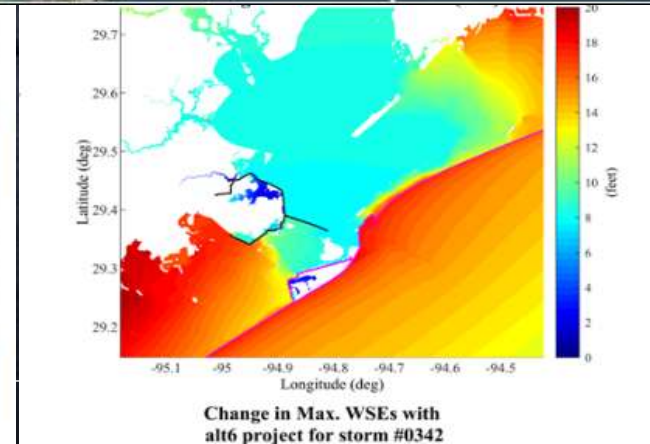 20
29.7
18
16
29.6
14
12
29.5
10
8
29.4
6
29.3
4
2
29.2
0
Latitude (deg)
(feet)
-95.1 -95 -94.9 -94.8 -94.7 -94.6 -94.5
Longitude (deg)
Change in Max. WSEs with
alt6 project for storm #0342